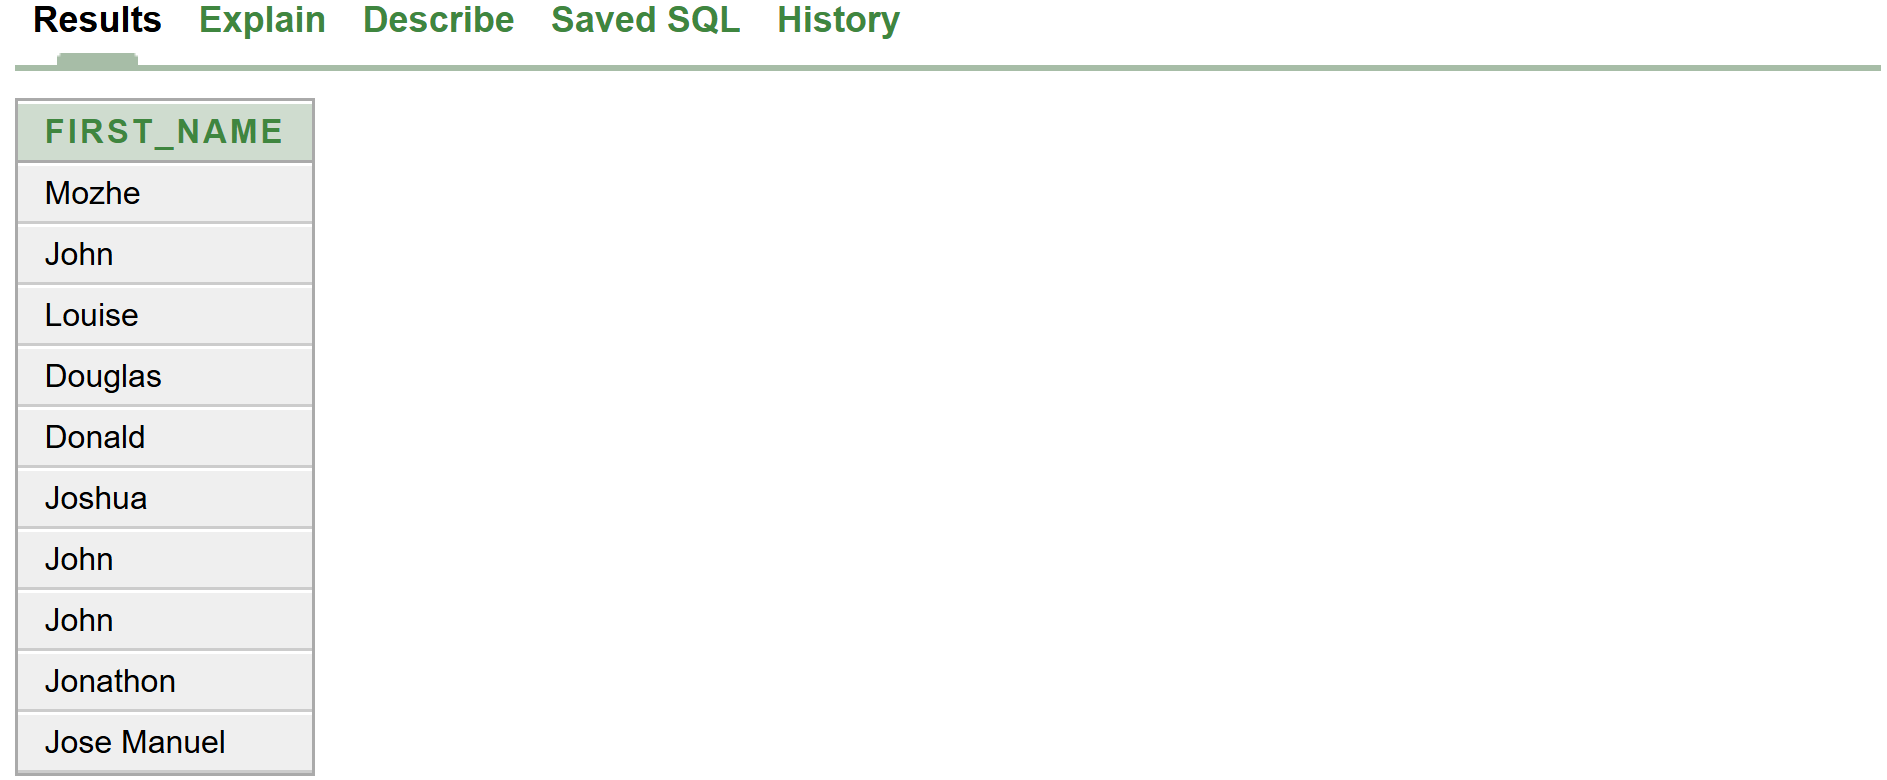 Results Explain Describe Saved SQL History
FIRST_NAME
Mozhe
John
Louise
Douglas
Donald
Joshua
John
John
Jonathon
Jose Manuel